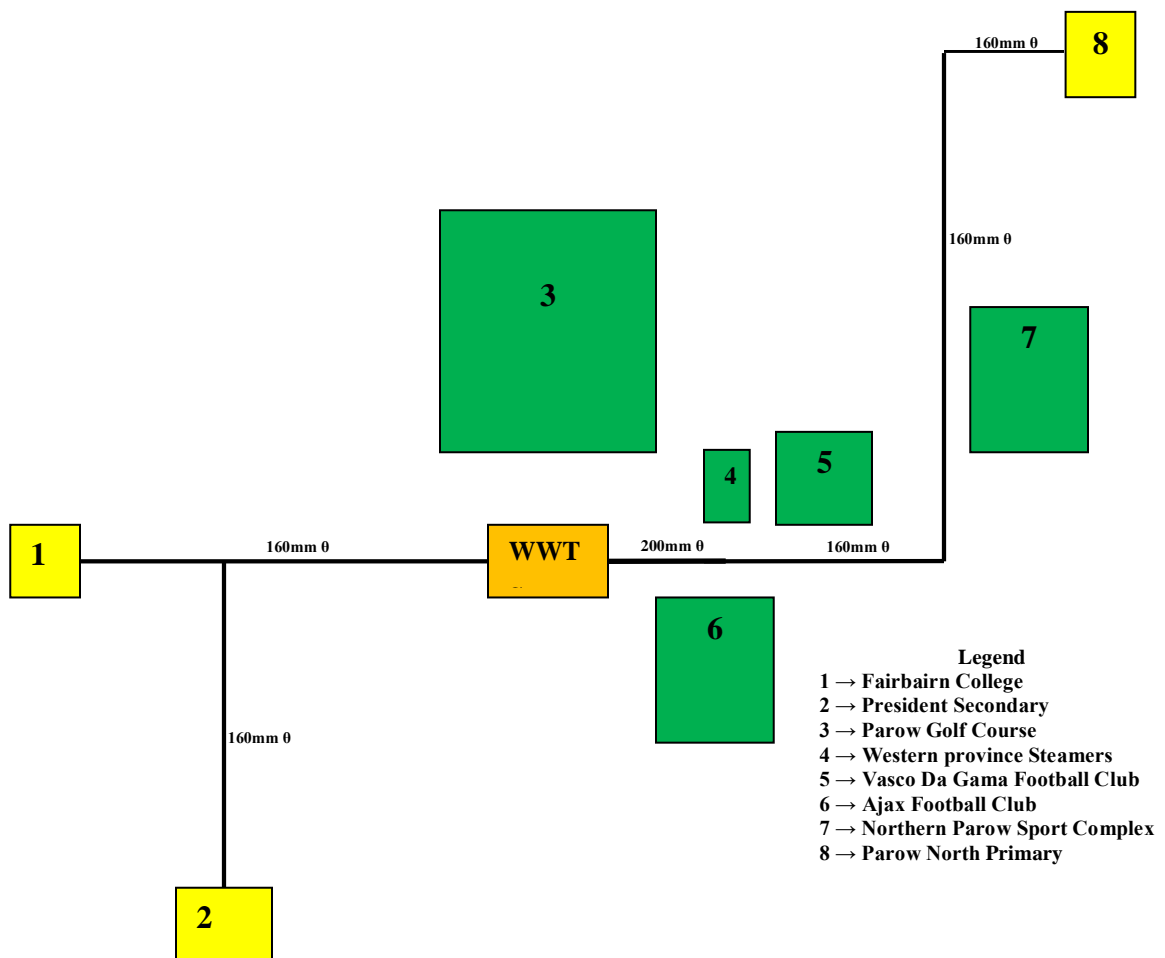 160mm θ
8
160mm θ
3
7
4
5
1
160mm θ
WWT
200mm θ
160mm θ
6
160mm θ
2
Legend
1 → Fairbairn College
2 → President Secondary
3 → Parow Golf Course
4 → Western province Steamers
5 → Vasco Da Gama Football Club
6 → Ajax Football Club
7 → Northern Parow Sport Complex
8 → Parow North Primary